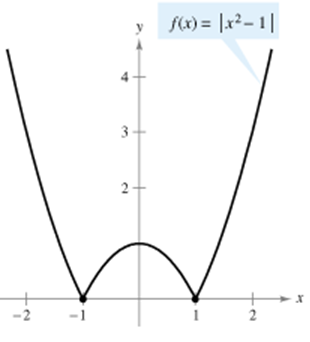 y
f(x) = |x² – 1|
4
3
2
–2
–1
1
2
x